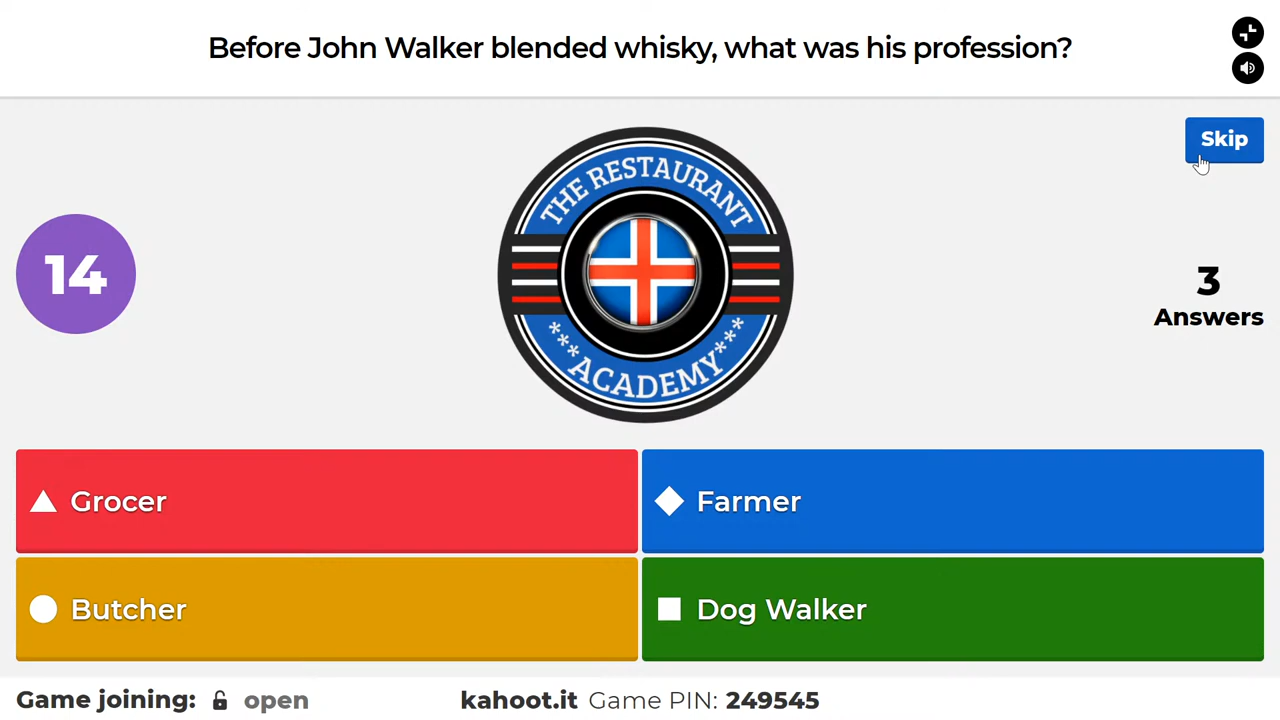 Before John Walker blended whisky, what was his profession?
Skip
THE RESTAURANT
***ACADEMY***
14
3
Answers
Grocer
Farmer
Butcher
Dog Walker
Game joining: open
kahoot.it Game PIN: 249545